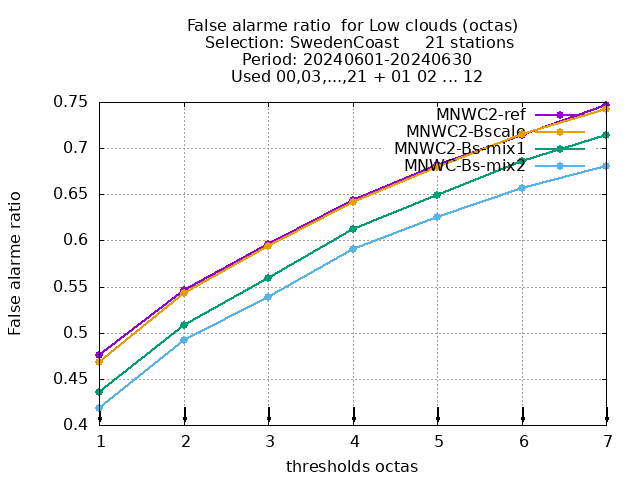 False alarme ratio  for Low clouds (octas)
Selection: SwedenCoast     21 stations
Period: 20240601-20240630
Used 00,03,...,21 + 01 02 ... 12
MNWC2-ref
MNWC2-Bscale
MNWC2-Bs-mix1
MNWC-Bs-mix2
False alarme ratio
0.75
0.7
0.65
0.6
0.55
0.5
0.45
0.4
1 2 3 4 5 6 7
thresholds octas